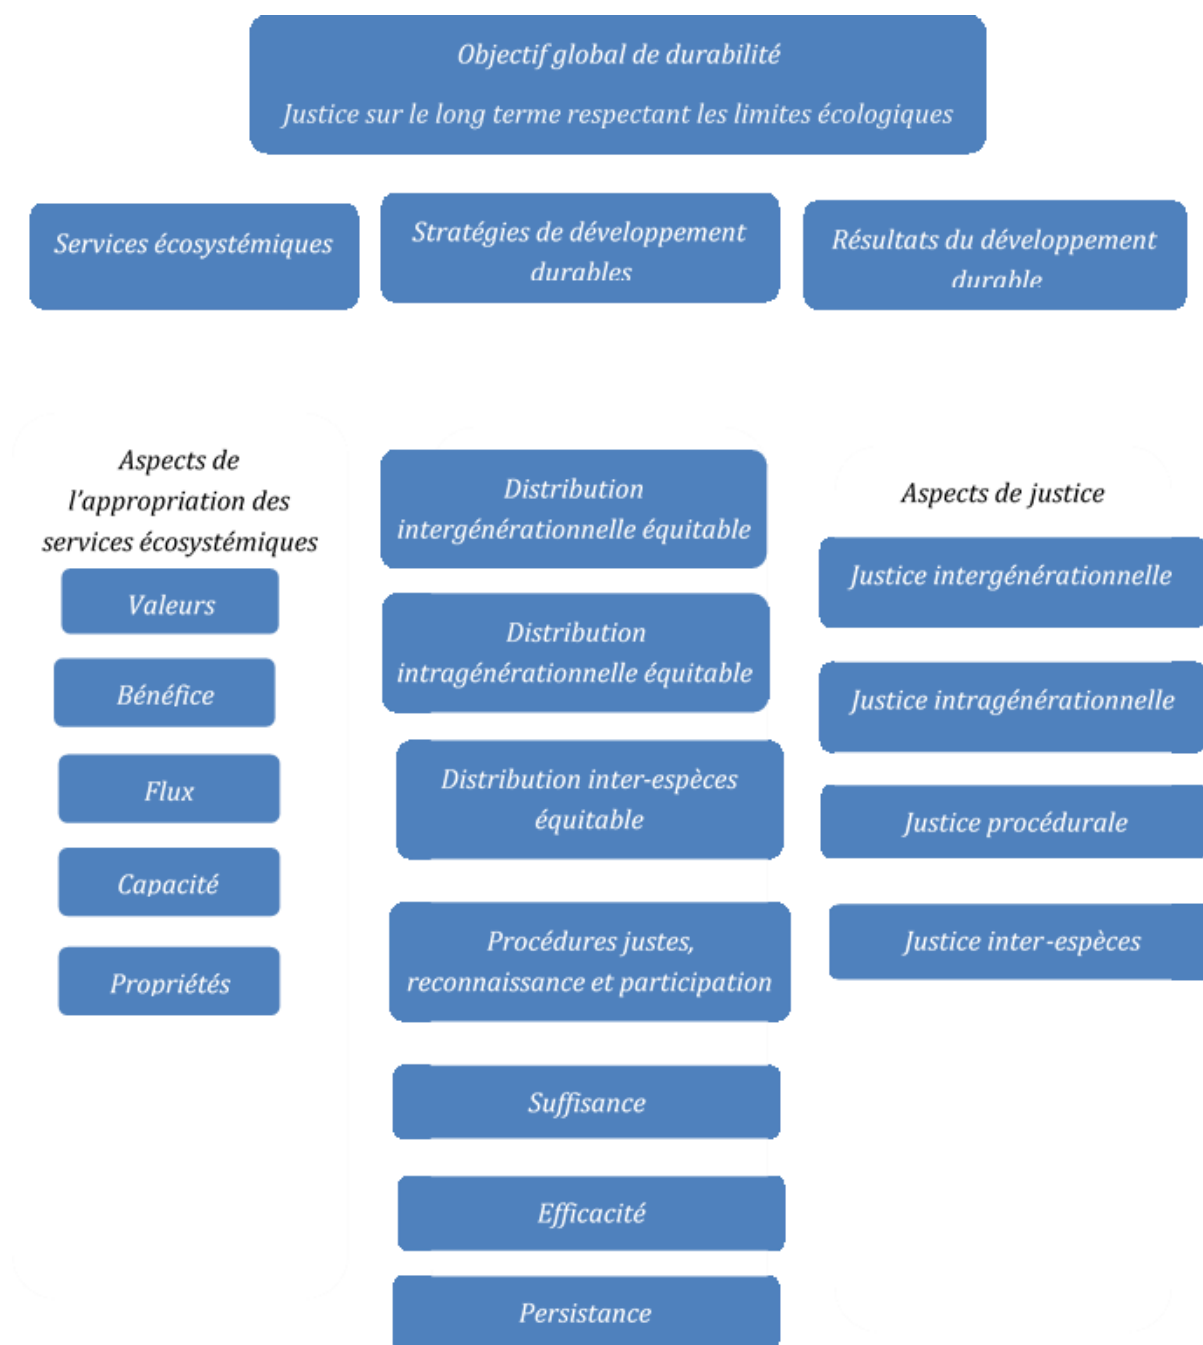 Objectif global de durabilité
Justice sur le long terme respectant les limites écologiques
Services écosystémiques
Stratégies de développement
durables
Résultats du développement
durable
Aspects de
l'appropriation des
services écosystémiques
Valeurs
Bénéfice
Flux
Capacité
Propriétés
Distribution
intergénérationnelle équitable
Distribution
intragénérationnelle équitable
Distribution inter-espèces
équitable
Procédures justes,
reconnaissance et participation
Suffisance
Efficacité
Persistance
Aspects de justice
Justice intergénérationnelle
Justice intragénérationnelle
Justice procédurale
Justice inter-espèces